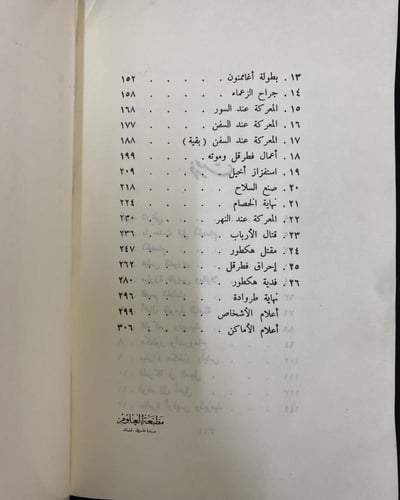 ١٣ . بطولة أغاممنون . . . . . ١٥٢
١٤ . جراح الزعماء . . . . . ١٥٨
١٥ . المعركة عند السور . . . . ١٦٨
١٦ . المعركة عند السفن . . . . ١٧٧
١٧ . المعركة عند السفن ( بقية ) . . . ١٨٨
١٨ . أعمال فطرقل وموته . . . . ١٩٩
١٩ . استفزاز أخيل . . . . . ٢٠٩
٢٠ . صنع السلاح . . . . . ٢١٨
٢١ . نهاية الخصام . . . . . ٢٢٤
٢٢ . المعركة عند النهر . . . . ٢٣٠
٢٣ . قتال الأرباب . . . . . ٢٣٦
٢٤ . مقتل هكطور . . . . . ٢٤٧
٢٥ . إحراق فطرقل . . . . . ٢٦٢
٢٦ . فدية هكطور . . . . . ٢٨٠
نهاية طروادة . . . . . ٢٩٦
أعلام الأشخاص . . . . . ٢٩٩
أعلام الأماكن . . . . . ٣٠٦
مطبعة العلوم